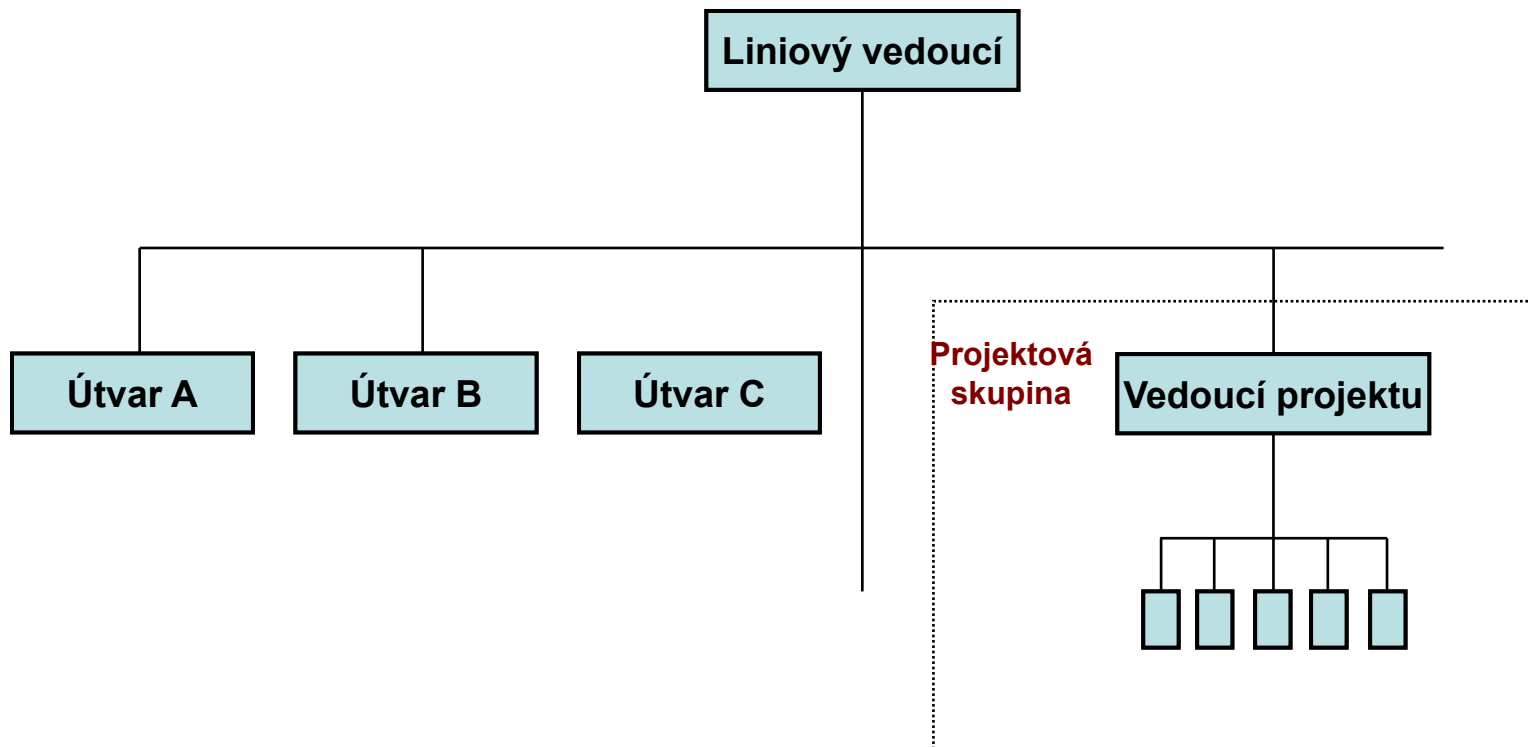 Liniový vedoucí
Útvar A
Útvar B
Útvar C
Projektová
skupina
Vedoucí projektu